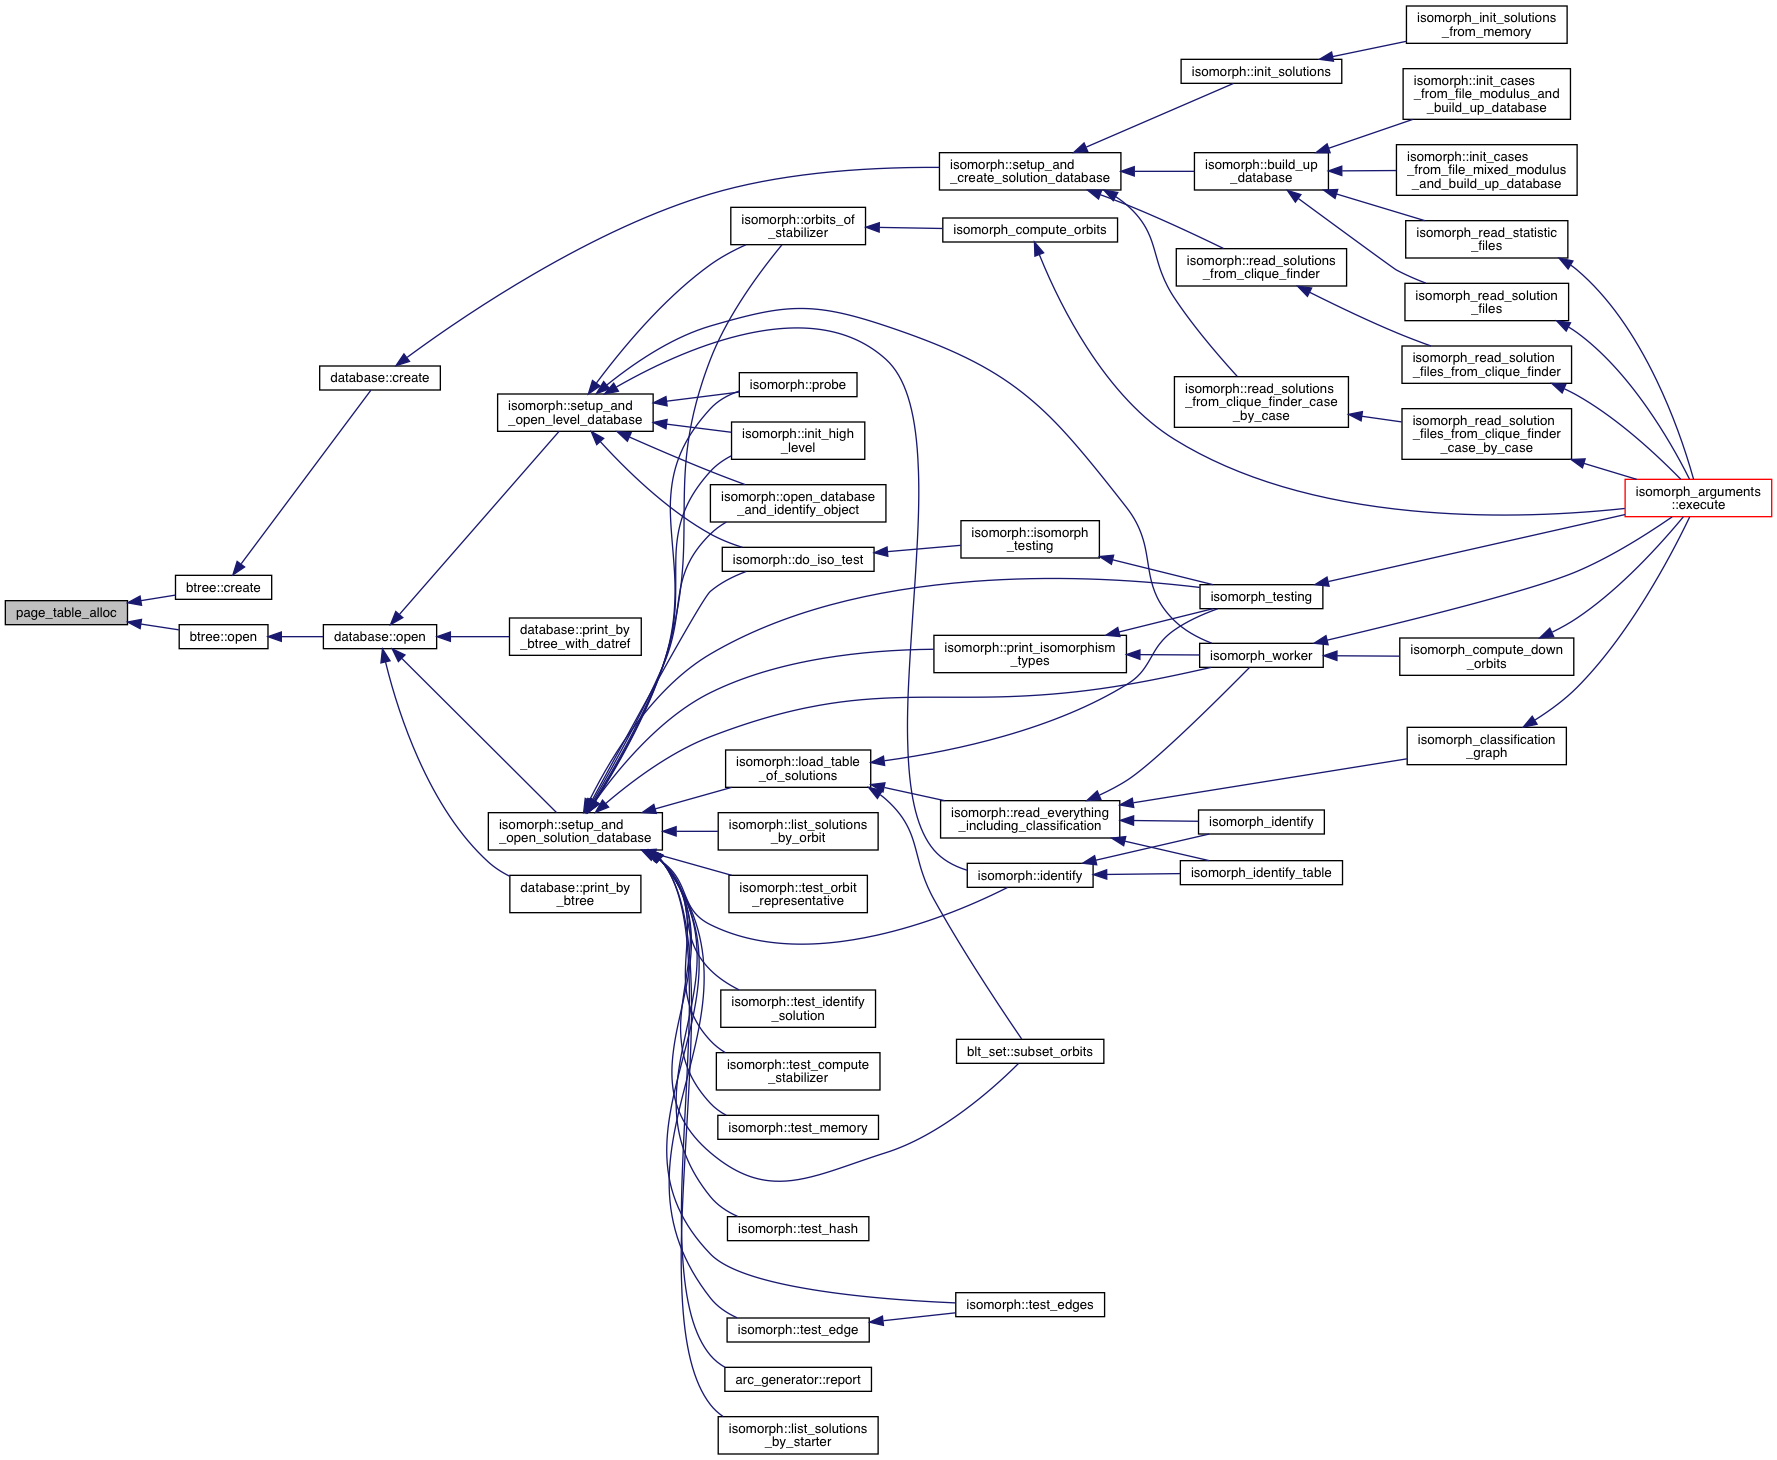 page_table_alloc
btree::create
btree::open
database::create
database::open
isomorph::setup_and
_open_level_database
database::print_by
_btree_with_datref
isomorph::setup_and
_open_solution_database
database::print_by
_btree
isomorph::orbits_of
_stabilizer
isomorph::probe
isomorph::init_high
_level
isomorph::open_database
_and_identify_object
isomorph::do_iso_test
isomorph::load_table
_of_solutions
isomorph::list_solutions
_by_orbit
isomorph::test_orbit
_representative
isomorph::test_identify
_solution
isomorph::test_compute
_stabilizer
isomorph::test_memory
isomorph::test_hash
isomorph::test_edge
arc_generator::report
isomorph::list_solutions
_by_starter
isomorph::setup_and
_create_solution_database
isomorph_compute_orbits
isomorph::isomorph
_testing
isomorph::print_isomorphism
_types
isomorph::read_everything
_including_classification
isomorph::identify
blt_set::subset_orbits
isomorph::test_edges
isomorph::init_solutions
isomorph::build_up
_database
isomorph::read_solutions
_from_clique_finder
isomorph::read_solutions
_from_clique_finder_case
_by_case
isomorph_testing
isomorph_worker
isomorph_identify
isomorph_identify_table
isomorph_init_solutions
_from_memory
isomorph::init_cases
_from_file_modulus_and
_build_up_database
isomorph::init_cases
_from_file_mixed_modulus
_and_build_up_database
isomorph_read_statistic
_files
isomorph_read_solution
_files
isomorph_read_solution
_files_from_clique_finder
isomorph_read_solution
_files_from_clique_finder
_case_by_case
isomorph_compute_down
_orbits
isomorph_classification
_graph
isomorph_arguments
::execute